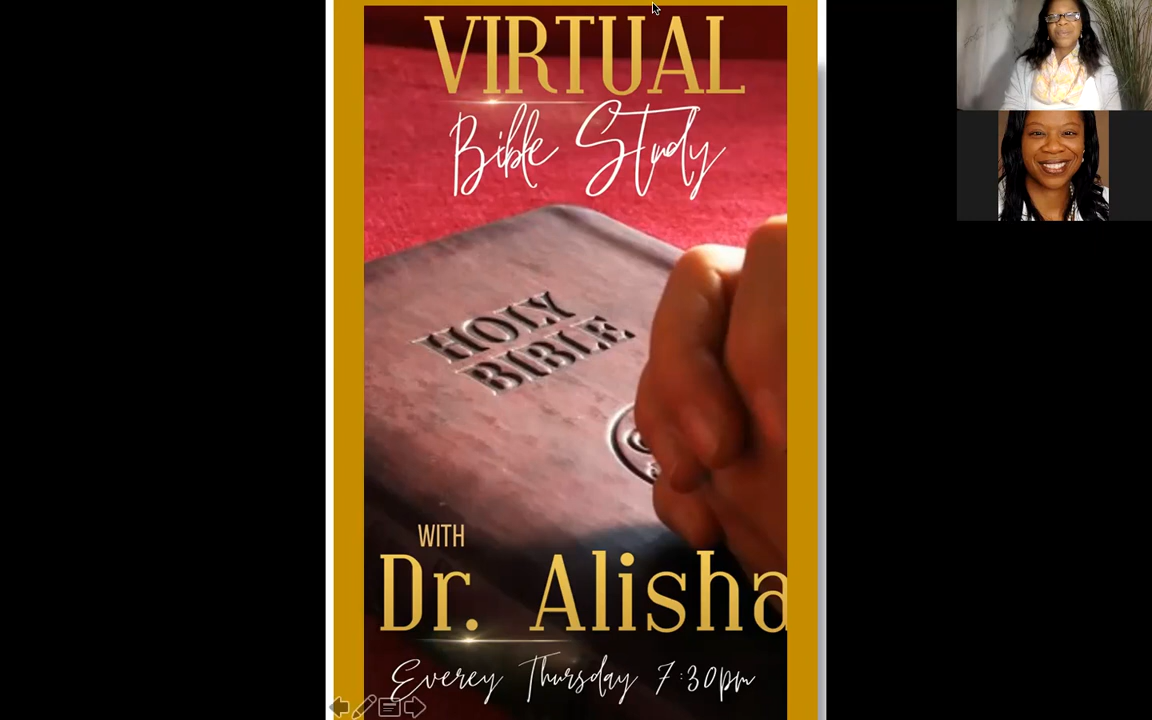 VIRTUAL
Bible Study
HOLY
BIBLE
WITH
Dr. Alisha
Everey Thursday 7:30pm